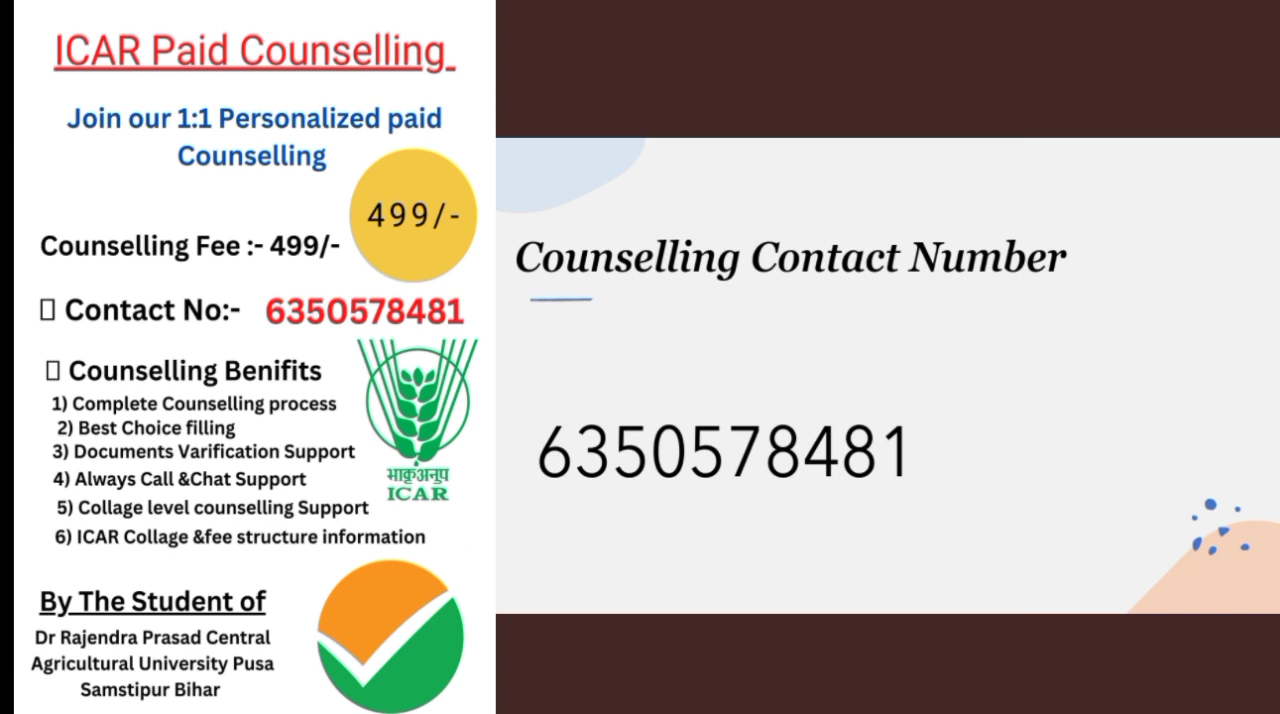 ICAR Paid Counselling
Join our 1:1 Personalized paid
Counselling
499/-
Counselling Fee :- 499/-
Contact No:- 6350578481
Counselling Benifits
1) Complete Counselling process
2) Best Choice filling
3) Documents Varification Support
4) Always Call &Chat Support
5) Collage level counselling Support
6) ICAR Collage &fee structure information
भाकृअनुप
ICAR
By The Student of
Dr Rajendra Prasad Central
Agricultural University Pusa
Samstipur Bihar
Counselling Contact Number
6350578481